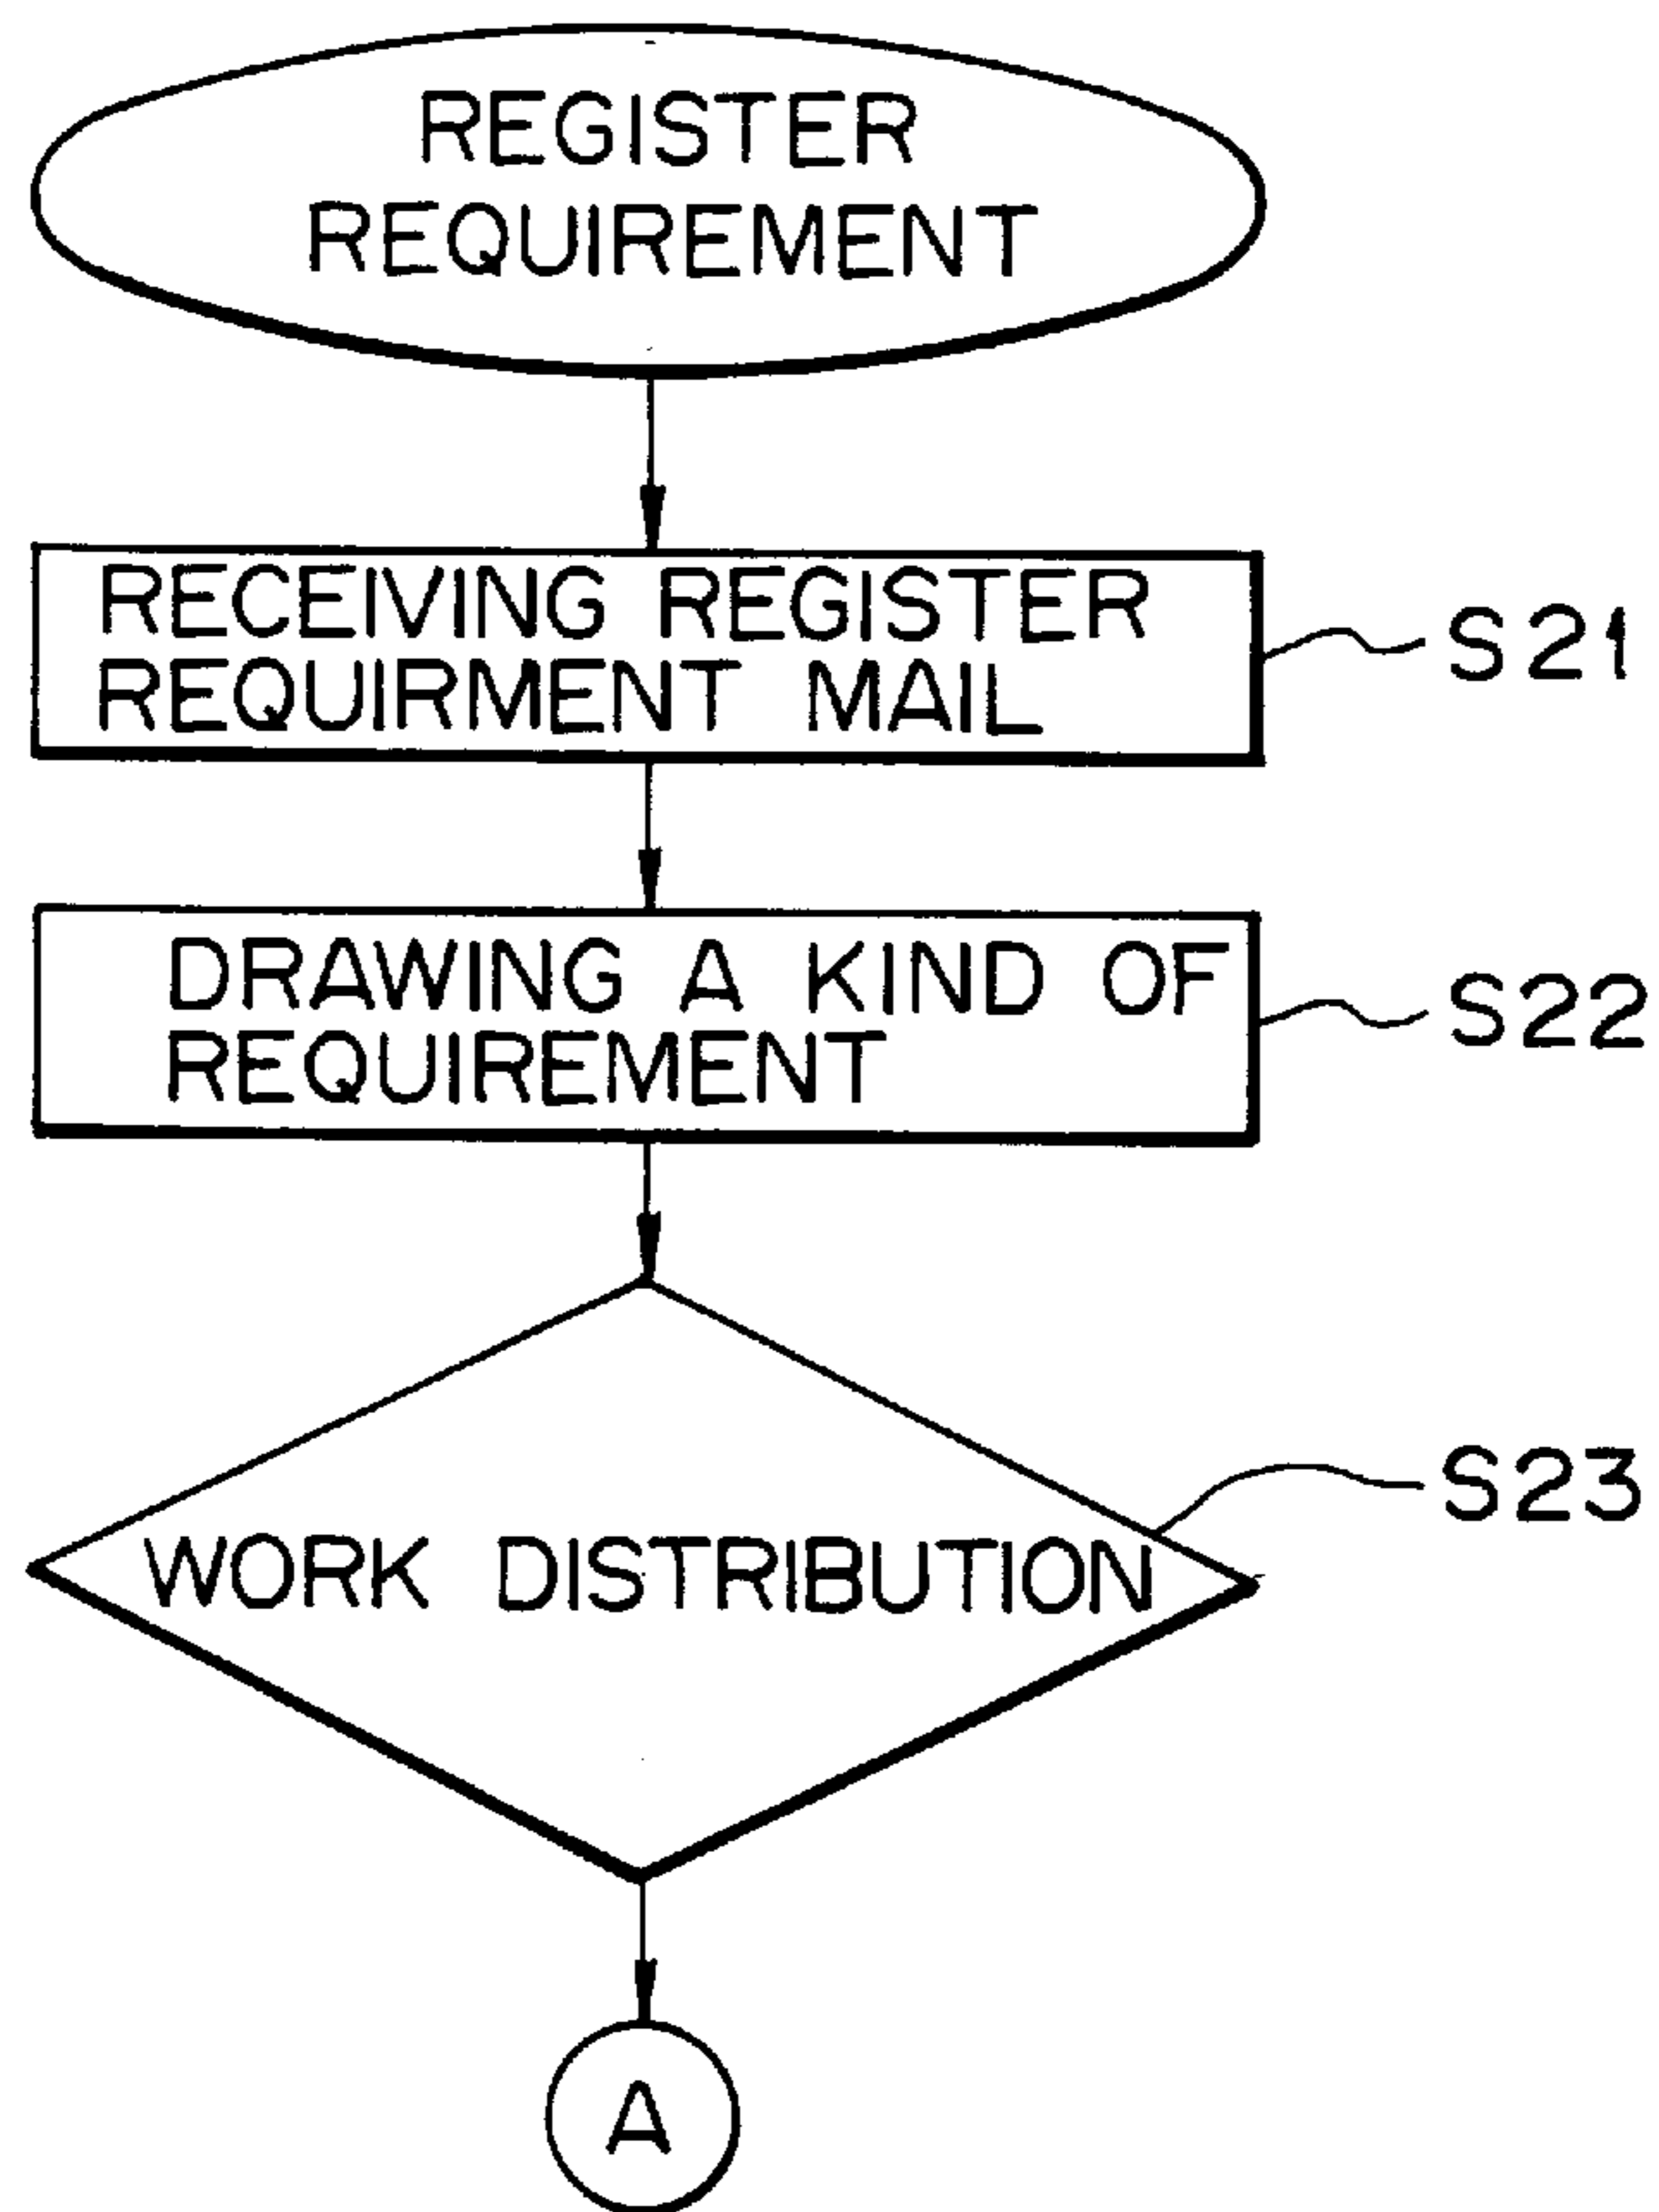 REGISTER
REQUIREMENT
RECEIVING REGISTER
REQUIRMENT MAIL
S21
DRAWING A KIND OF
REQUIREMENT
S22
S23
WORK DISTRIBUTION
A